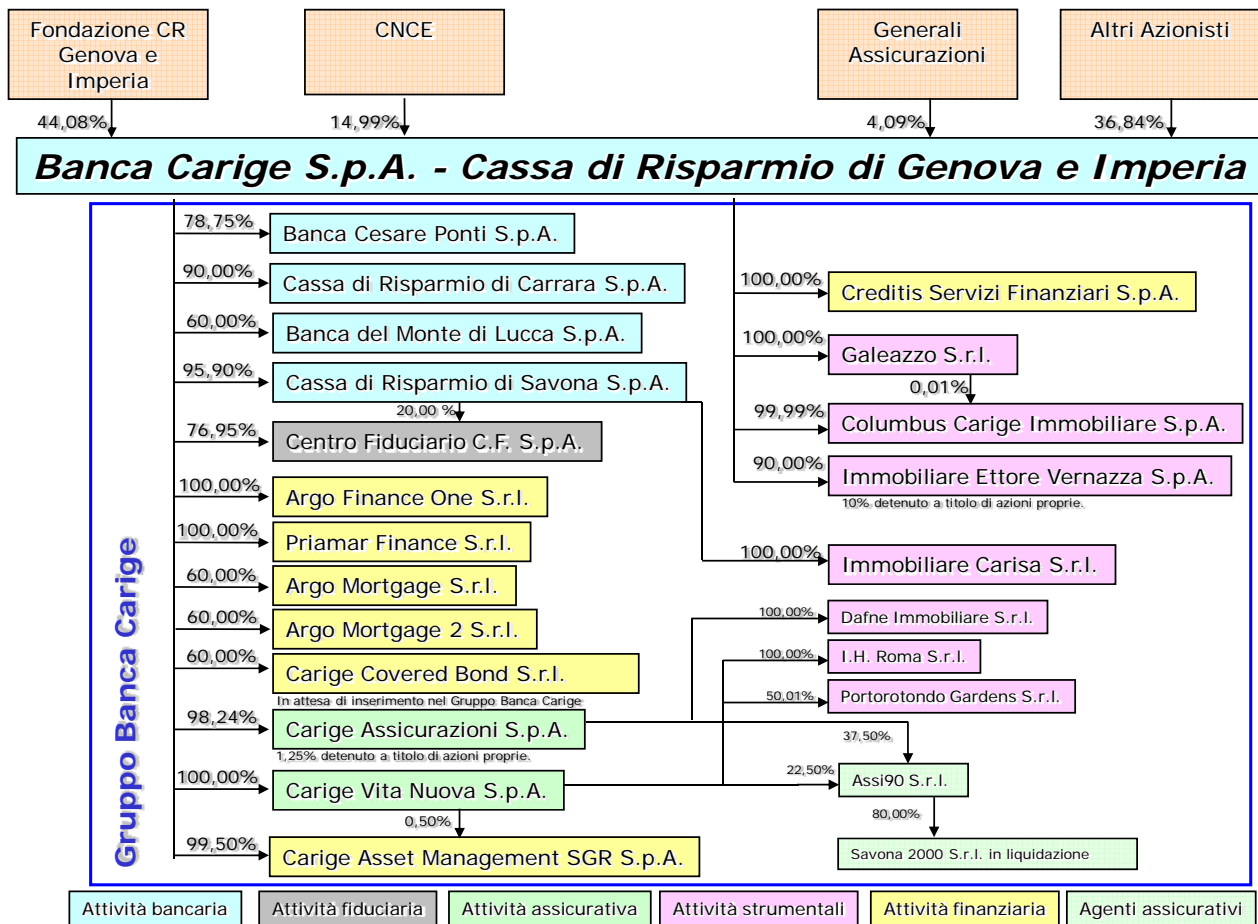 Fondazione CR
Genova e
Imperia
CNCE
Generali
Assicurazioni
Altri Azionisti
44,08%
14,99%
4,09%
36,84%
Banca Carige S.p.A. - Cassa di Risparmio di Genova e Imperia
Gruppo Banca Carige
78,75%
Banca Cesare Ponti S.p.A.
90,00%
Cassa di Risparmio di Carrara S.p.A.
60,00%
Banca del Monte di Lucca S.p.A.
95,90%
Cassa di Risparmio di Savona S.p.A.
20,00 %
76,95%
Centro Fiduciario C.F. S.p.A.
100,00%
Argo Finance One S.r.l.
100,00%
Priamar Finance S.r.l.
60,00%
Argo Mortgage S.r.l.
60,00%
Argo Mortgage 2 S.r.l.
60,00%
Carige Covered Bond S.r.l.
In attesa di inserimento nel Gruppo Banca Carige
98,24%
Carige Assicurazioni S.p.A.
1,25% detenuto a titolo di azioni proprie.
100,00%
Carige Vita Nuova S.p.A.
0,50%
99,50%
Carige Asset Management SGR S.p.A.
100,00%
Creditis Servizi Finanziari S.p.A.
100,00%
Galeazzo S.r.l.
0,01%
99,99%
Columbus Carige Immobiliare S.p.A.
90,00%
Immobiliare Ettore Vernazza S.p.A.
10% detenuto a titolo di azioni proprie.
100,00%
Immobiliare Carisa S.r.l.
100,00%
Dafne Immobiliare S.r.l.
100,00%
I.H. Roma S.r.l.
50,01%
Portorotondo Gardens S.r.l.
37,50%
22,50%
Assi90 S.r.l.
80,00%
Savona 2000 S.r.l. in liquidazione
Attività bancaria
Attività fiduciaria
Attività assicurativa
Attività strumentali
Attività finanziaria
Agenti assicurativi